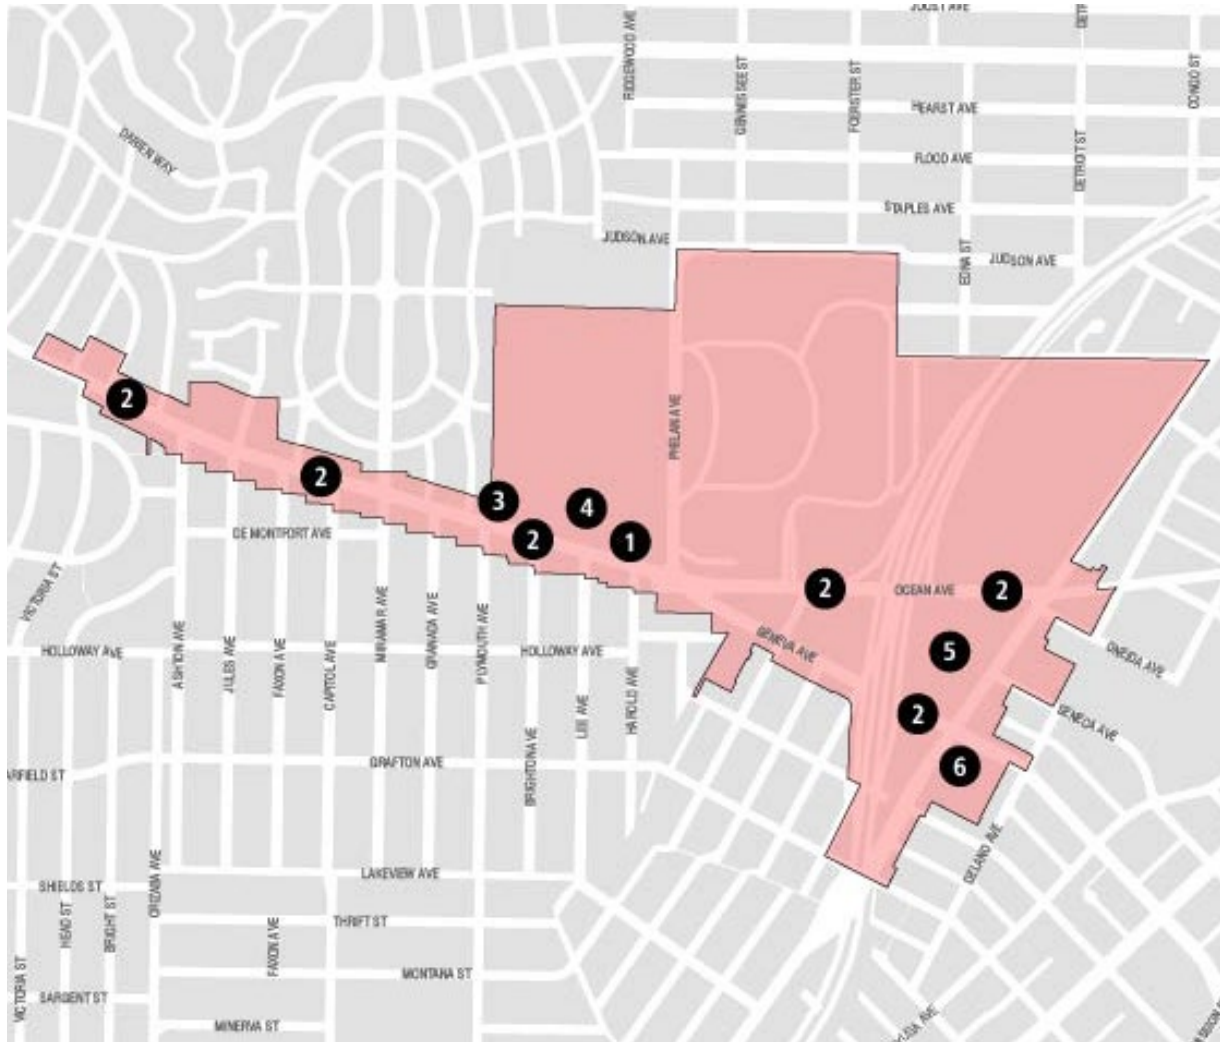 JOOST AVE
RIDGEWOOD AVE
GENNESSEE ST
FOERSTER ST
CONGO ST
HEARST AVE
DARIEN WAY
FLOOD AVE
DETROIT ST
STAPLES AVE
JUDSON AVE
EDNA ST
JUDSON AVE
2
PHELAN AVE
2
3
4
DE MONTFORT AVE
2
1
VICTORIA ST
2
OCEAN AVE
2
HOLLOWAY AVE
ASHTON AVE
JULES AVE
FAXON AVE
CAPITOL AVE
MIRAMAR AVE
GRANADA AVE
PLYMOUTH AVE
HOLLOWAY AVE
HAROLD AVE
GENEVA AVE
5
ONEIDA AVE
LEE AVE
2
SENECA AVE
BRIGHTON AVE
GRAFTON AVE
6
ARFIELD ST
DELANO AVE
LAKEVIEW AVE
SHIELDS ST
ORIZABA AVE
HEAD ST
BRIGHT ST
THRIFT ST
FAXON AVE
MONTANA ST
VICTORIA ST
SARGENT ST
MINERVA ST